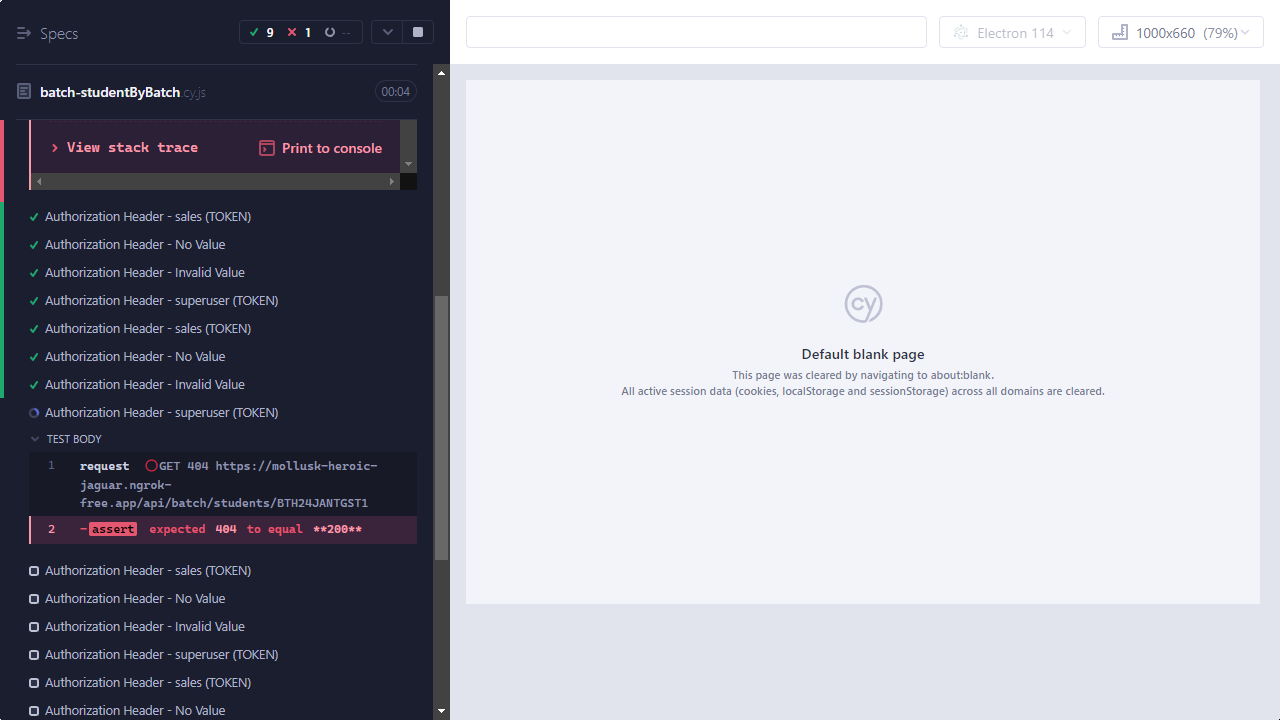 Specs
9 1 --
Electron 114
1000x660 (79%)
batch-studentByBatch.cy.js
00:04
View stack trace
Print to console
Authorization Header - sales (TOKEN)
Authorization Header - No Value
Authorization Header - Invalid Value
Authorization Header - superuser (TOKEN)
Authorization Header - sales (TOKEN)
Authorization Header - No Value
Authorization Header - Invalid Value
Authorization Header - superuser (TOKEN)
TEST BODY
1 request GET 404 https://mollusk-heroic-
jaguar.ngrok-
free.app/api/batch/students/BTH24JANTGST1
2 -assert expected 404 to equal **200**
Authorization Header - sales (TOKEN)
Authorization Header - No Value
Authorization Header - Invalid Value
Authorization Header - superuser (TOKEN)
Authorization Header - sales (TOKEN)
Authorization Header - No Value
cy
Default blank page
This page was cleared by navigating to about:blank.
All active session data (cookies, localStorage and sessionStorage) across all domains are cleared.